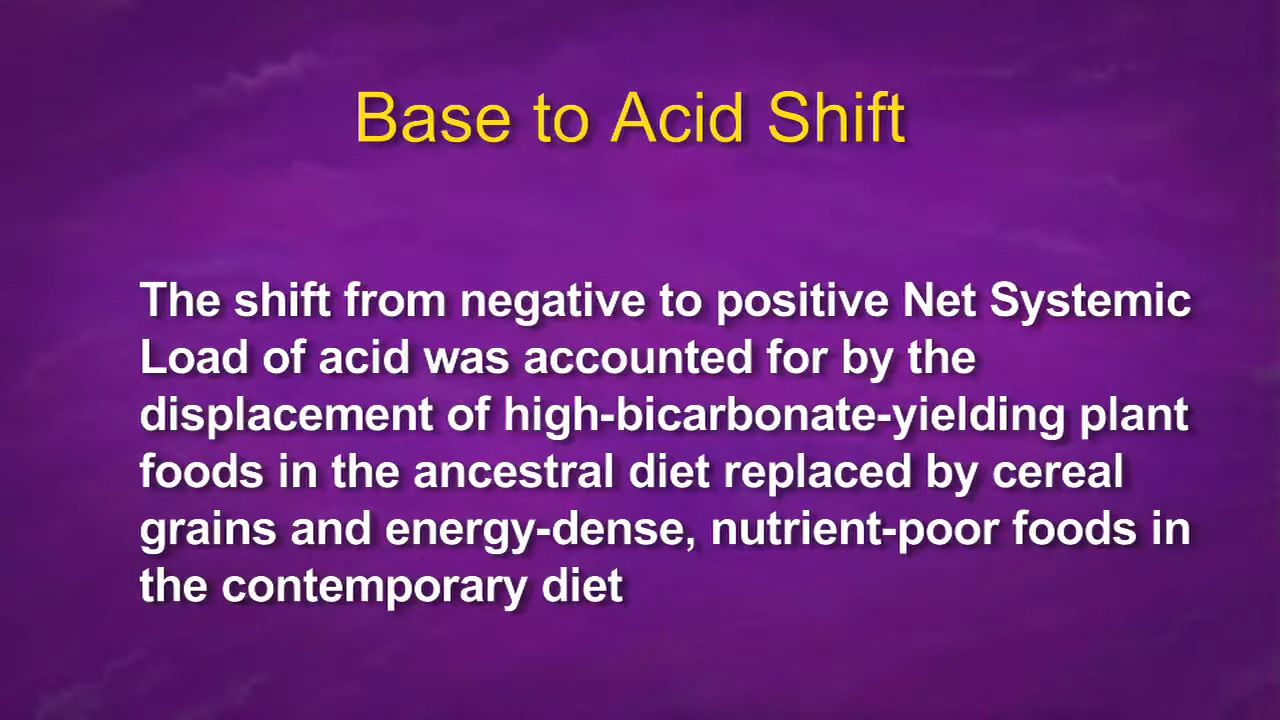 Base to Acid Shift
The shift from negative to positive Net Systemic
Load of acid was accounted for by the
displacement of high-bicarbonate-yielding plant
foods in the ancestral diet replaced by cereal
grains and energy-dense, nutrient-poor foods in
the contemporary diet